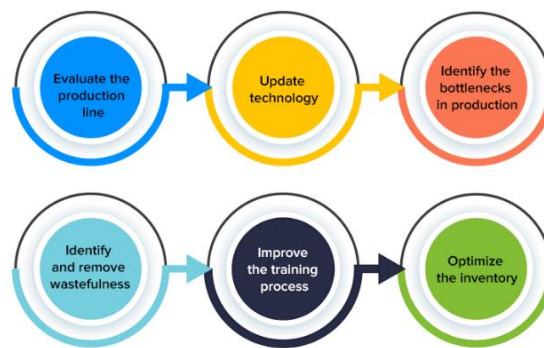 Evaluate the
production
line
Update
technology
Identify the
bottlenecks
in production
Identify
and remove
wastefulness
Improve
the training
process
Optimize
the inventory